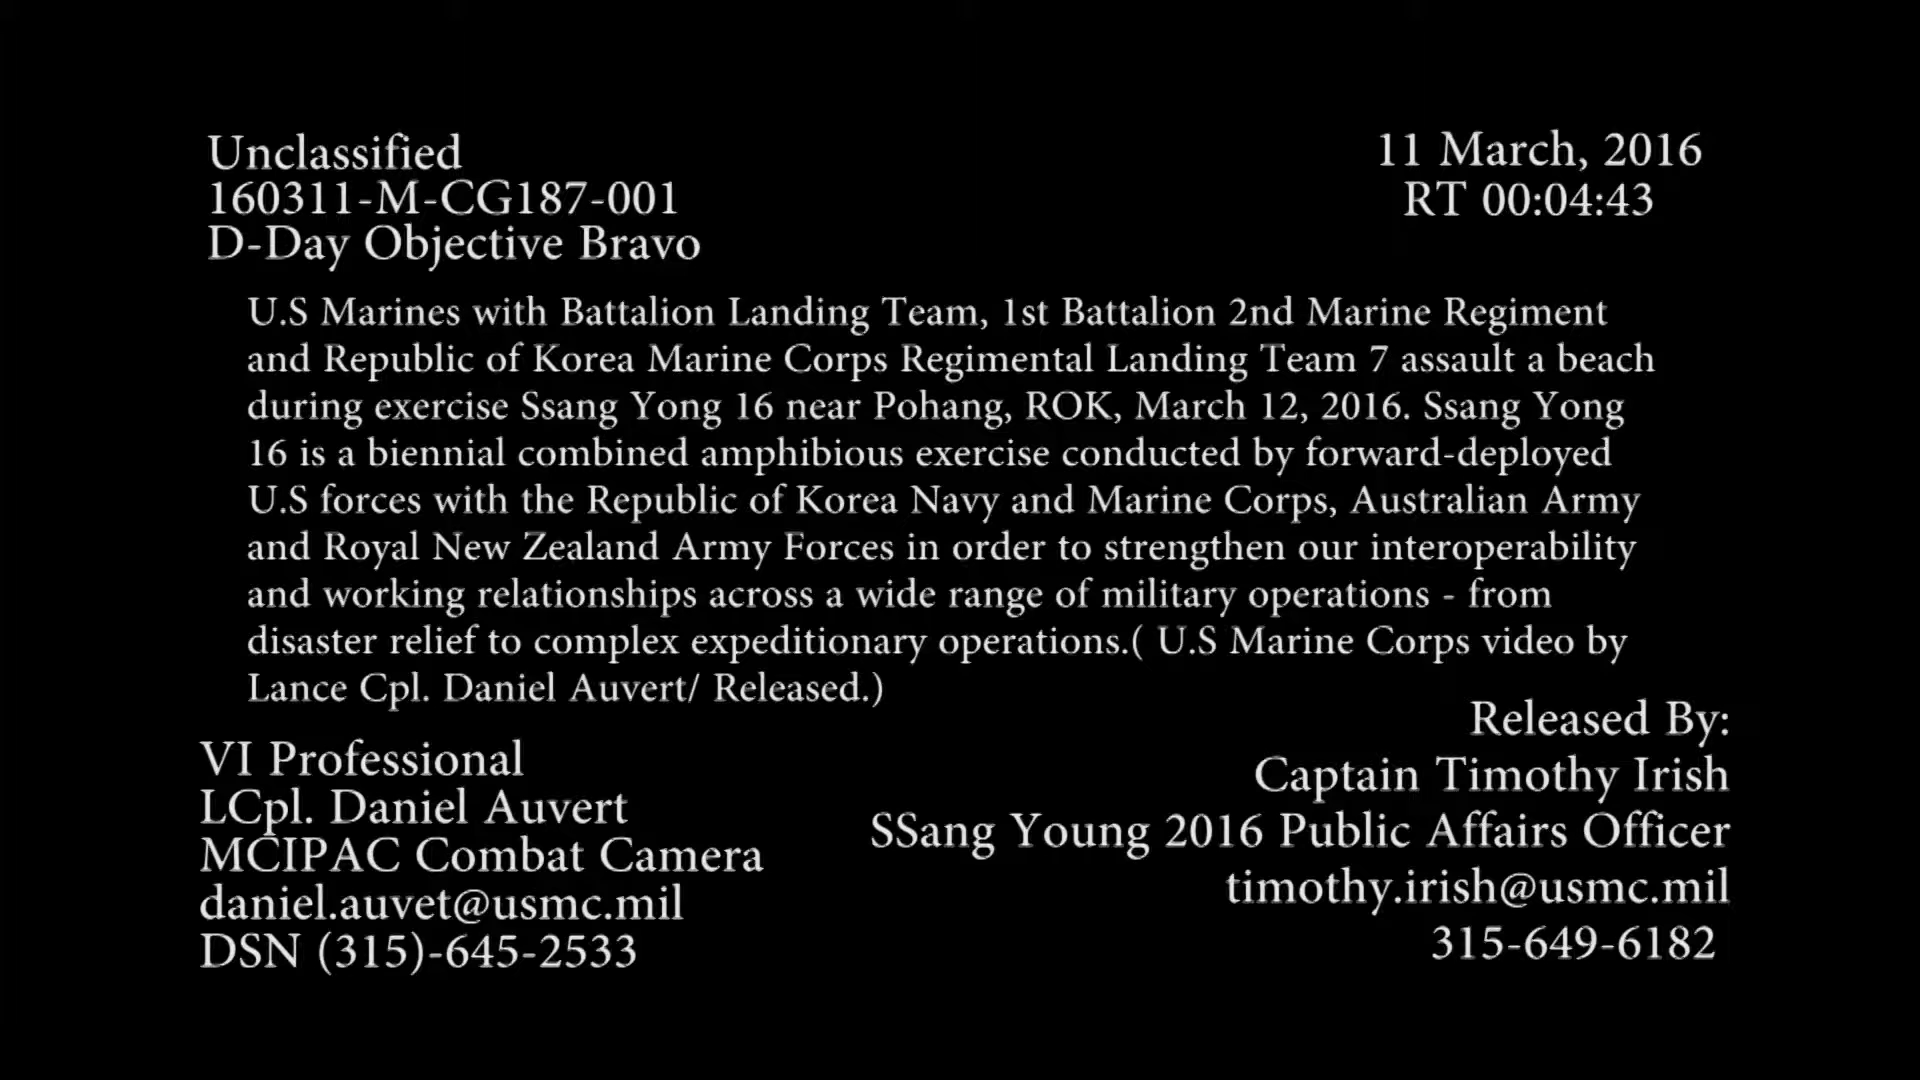 Unclassified
160311-M-CG187-001
D-Day Objective Bravo
11 March, 2016
RT 00:04:43
U.S Marines with Battalion Landing Team, 1st Battalion 2nd Marine Regiment
and Republic of Korea Marine Corps Regimental Landing Team 7 assault a beach
during exercise Ssang Yong 16 near Pohang, ROK, March 12, 2016. Ssang Yong
16 is a biennial combined amphibious exercise conducted by forward-deployed
U.S forces with the Republic of Korea Navy and Marine Corps, Australian Army
and Royal New Zealand Army Forces in order to strengthen our interoperability
and working relationships across a wide range of military operations - from
disaster relief to complex expeditionary operations.( U.S Marine Corps video by
Lance Cpl. Daniel Auvert/ Released.)
VI Professional
LCpl. Daniel Auvert
MCIPAC Combat Camera
daniel.auvet@usmc.mil
DSN (315)-645-2533
Released By:
Captain Timothy Irish
SSang Young 2016 Public Affairs Officer
timothy.irish@usmc.mil
315-649-6182